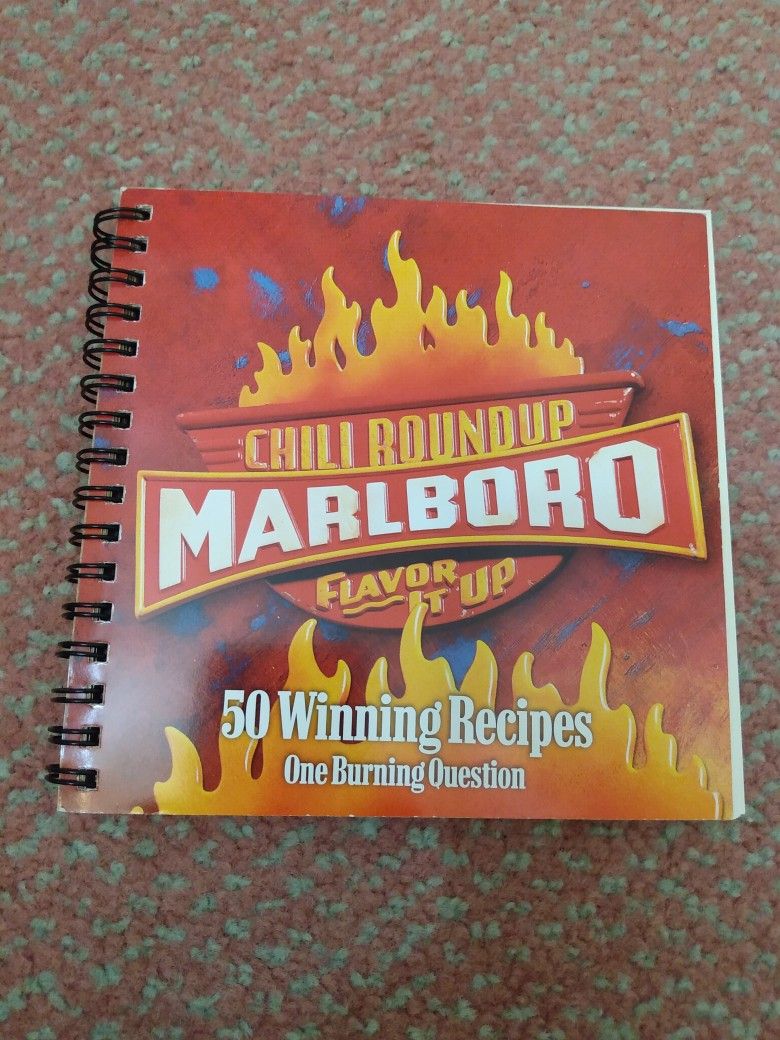 CHILI ROUNDUP
MARLBORO
FLAVOR
IT UP
50 Winning Recipes
One Burning Question